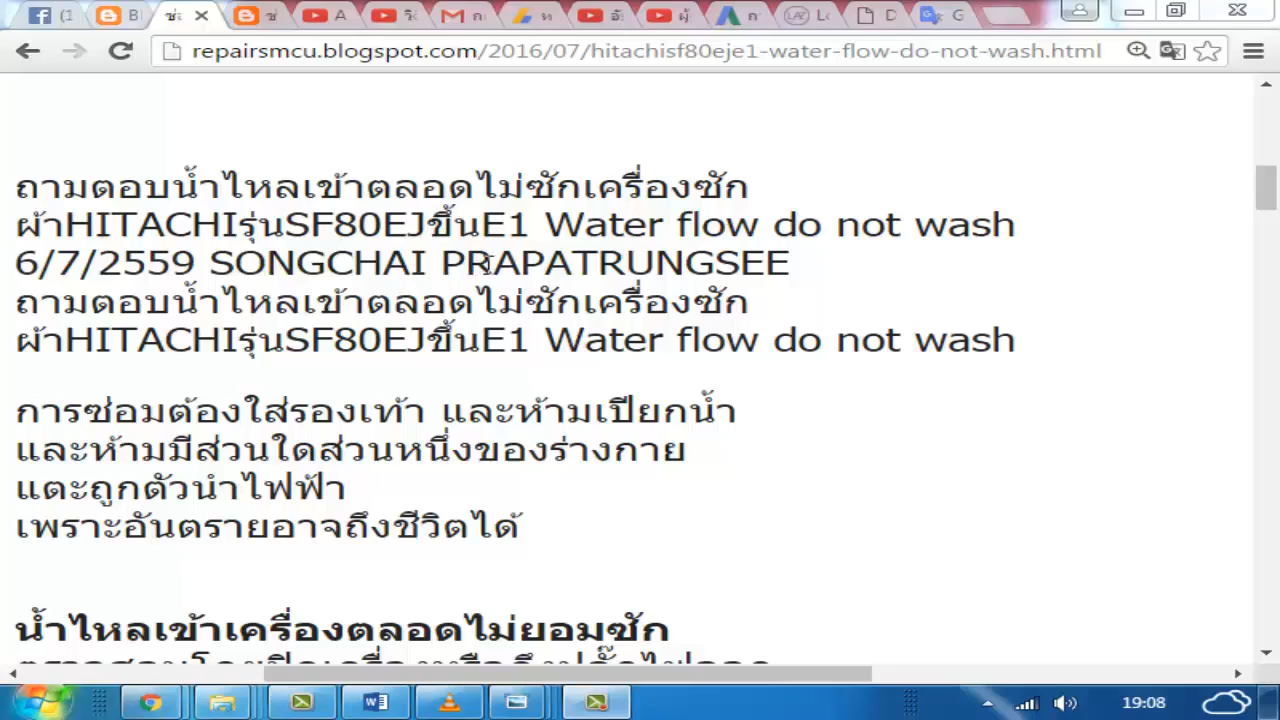 (1
B
repairsmcu.blogspot.com/2016/07/hitachisf80eje1-water-flow-do-not-wash.html
ถามตอบน้ำไหลเข้าตลอดไม่ซักเครื่องซัก
ผ้าHITACHIรุ่นSF80EJขึ้นE1 Water flow do not wash
6/7/2559 SONGCHAI PRAPATRUNGSEE
ถามตอบน้ำไหลเข้าตลอดไม่ซักเครื่องซัก
ผ้าHITACHIรุ่นSF80EJขึ้นE1 Water flow do not wash
การซ่อมต้องใส่รองเท้า และห้ามเปียกน้ำ
และห้ามมีส่วนใดส่วนหนึ่งของร่างกาย
แตะถูกตัวนำไฟฟ้า
เพราะอันตรายอาจถึงชีวิตได้
น้ำไหลเข้าเครื่องตลอดไม่ยอมซัก
19:08